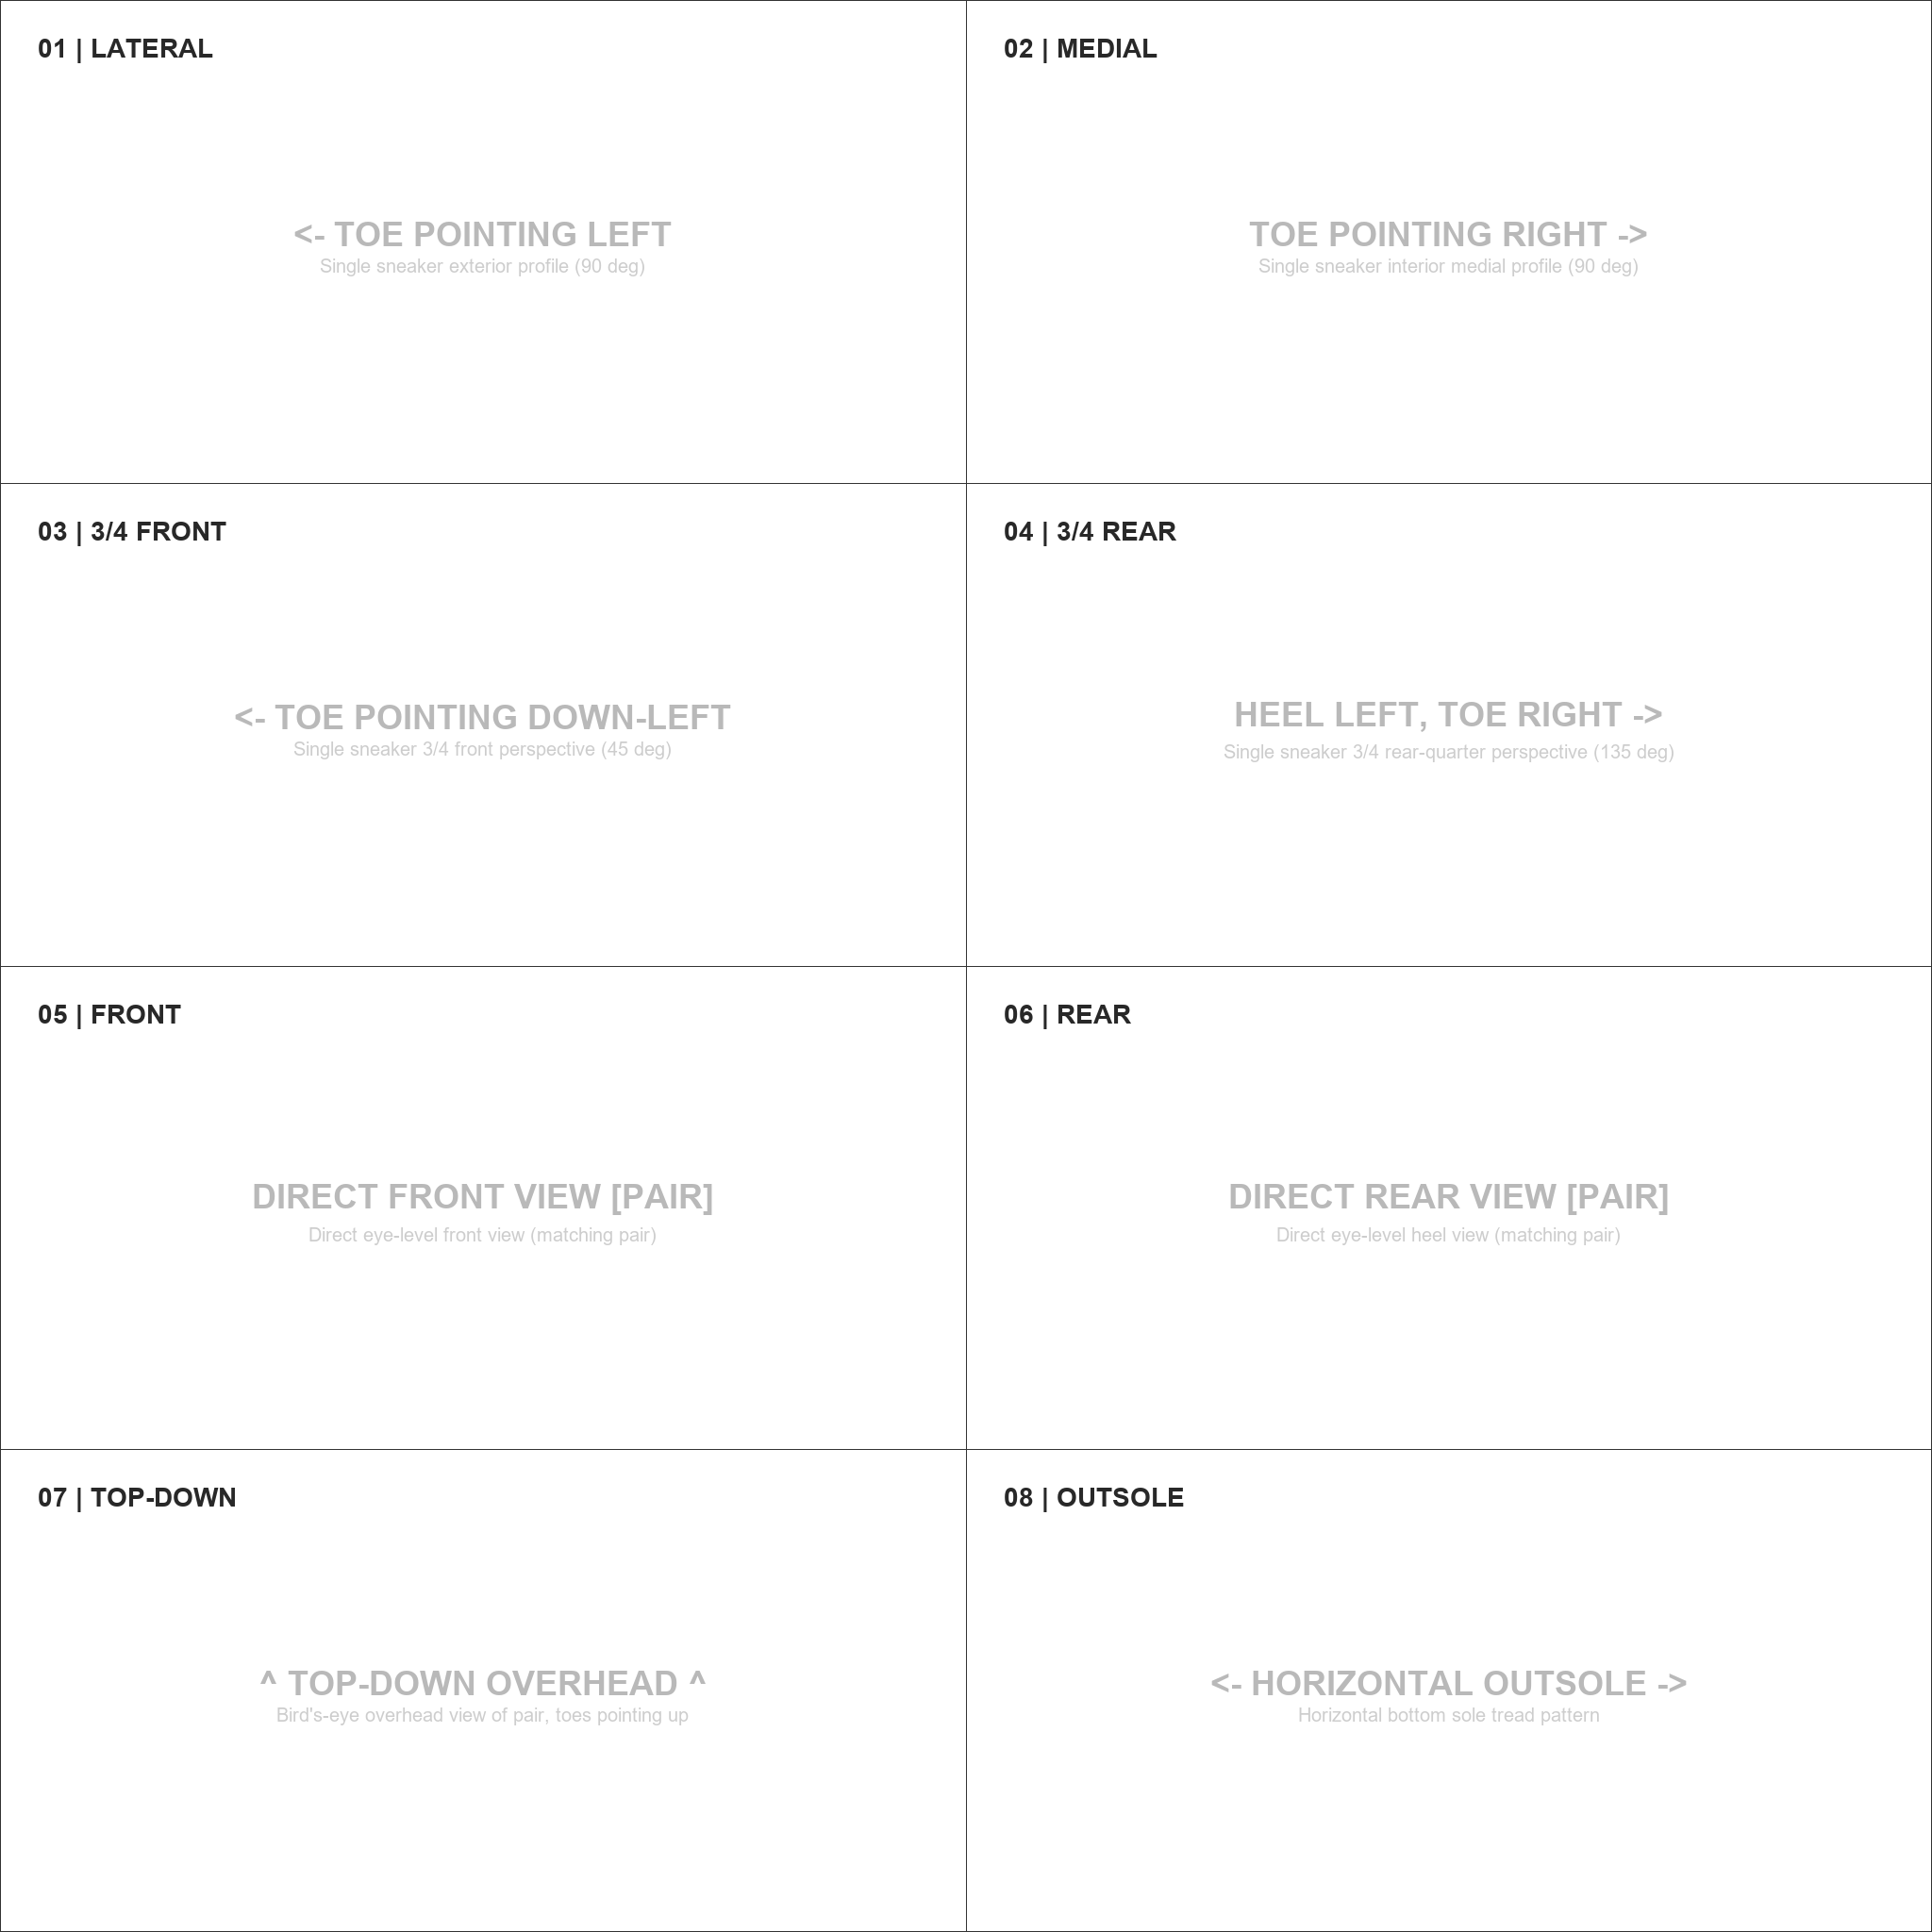 01 | LATERAL
<- TOE POINTING LEFT
Single sneaker exterior profile (90 deg)
02 | MEDIAL
TOE POINTING RIGHT ->
Single sneaker interior medial profile (90 deg)
03 | 3/4 FRONT
<- TOE POINTING DOWN-LEFT
Single sneaker 3/4 front perspective (45 deg)
04 | 3/4 REAR
HEEL LEFT, TOE RIGHT ->
Single sneaker 3/4 rear-quarter perspective (135 deg)
05 | FRONT
DIRECT FRONT VIEW [PAIR]
Direct eye-level front view (matching pair)
06 | REAR
DIRECT REAR VIEW [PAIR]
Direct eye-level heel view (matching pair)
07 | TOP-DOWN
^ TOP-DOWN OVERHEAD ^
Bird's-eye overhead view of pair, toes pointing up
08 | OUTSOLE
<- HORIZONTAL OUTSOLE ->
Horizontal bottom sole tread pattern